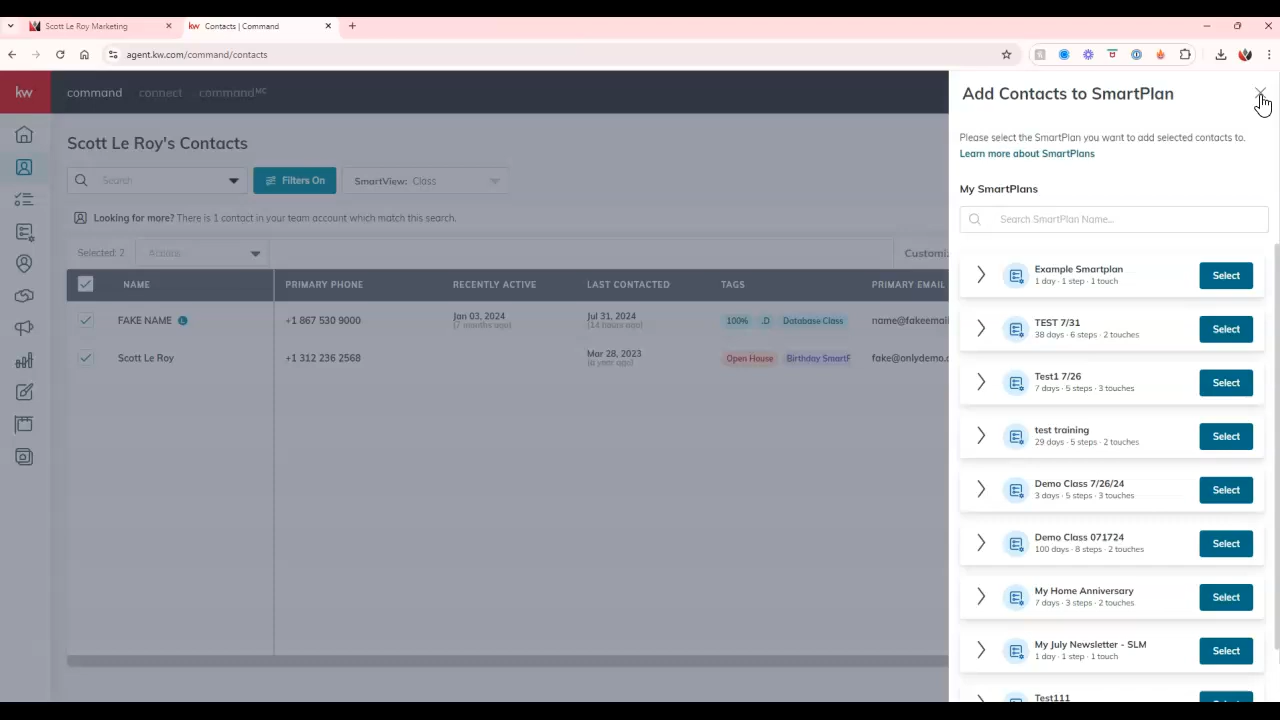 Scott Le Roy Marketing
Contacts | Command
agent.kw.com/command/contacts
kw
command
connect
commandMC
Scott Le Roy's Contacts
Search
Filters On
SmartView: Class
Looking for more? There is 1 contact in your team account which match this search.
Selected: 2
Actions
Customi
NAME
PRIMARY PHONE
RECENTLY ACTIVE
LAST CONTACTED
TAGS
PRIMARY EMAIL
FAKE NAME
+1 867 530 9000
Jan 03, 2024
(7 months ago)
Jul 31, 2024
(14 hours ago)
100%
.D
Database Class
name@fakeemail
Scott Le Roy
+1 312 236 2568
Mar 28, 2023
(a year ago)
Open House
Birthday SmartP
fake@onlydemo.c
Add Contacts to SmartPlan
Please select the SmartPlan you want to add selected contacts to.
Learn more about SmartPlans
My SmartPlans
Search SmartPlan Name...
Example Smartplan
1 day · 1 step · 1 touch
Select
TEST 7/31
38 days · 6 steps · 2 touches
Select
Test1 7/26
7 days · 5 steps · 3 touches
Select
test training
29 days · 5 steps · 2 touches
Select
Demo Class 7/26/24
3 days · 5 steps · 3 touches
Select
Demo Class 071724
100 days · 8 steps · 2 touches
Select
My Home Anniversary
7 days · 3 steps · 2 touches
Select
My July Newsletter - SLM
1 day · 1 step · 1 touch
Select
Test111